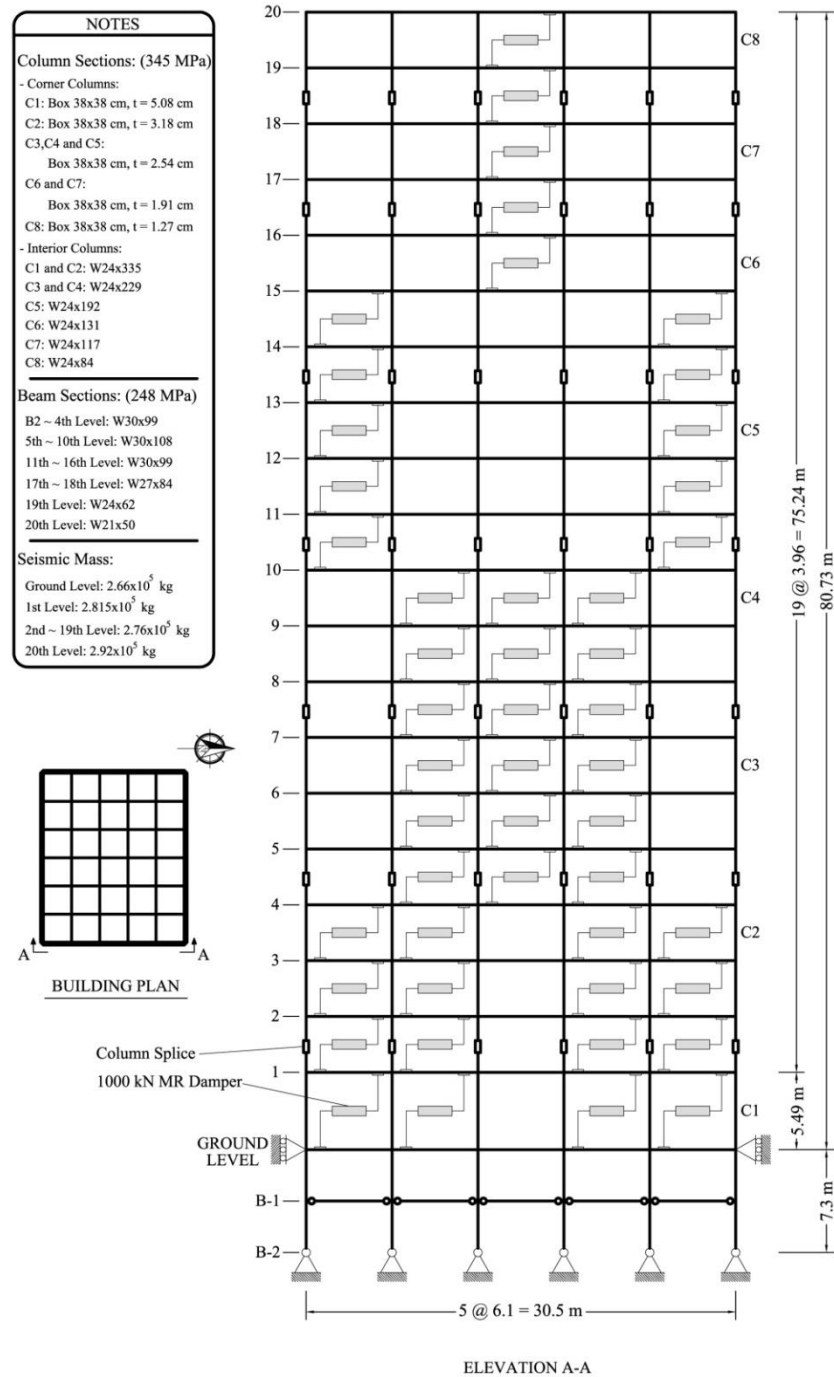 NOTES
Column Sections: (345 MPa)
- Corner Columns:
C1: Box 38x38 cm, t = 5.08 cm
C2: Box 38x38 cm, t = 3.18 cm
C3,C4 and C5:
Box 38x38 cm, t = 2.54 cm
C6 and C7:
Box 38x38 cm, t = 1.91 cm
C8: Box 38x38 cm, t = 1.27 cm
- Interior Columns:
C1 and C2: W24x335
C3 and C4: W24x229
C5: W24x192
C6: W24x131
C7: W24x117
C8: W24x84
Beam Sections: (248 MPa)
B2 ~ 4th Level: W30x99
5th ~ 10th Level: W30x108
11th ~ 16th Level: W30x99
17th ~ 18th Level: W27x84
19th Level: W24x62
20th Level: W21x50
Seismic Mass:
Ground Level: 2.66x10⁵ kg
1st Level: 2.815x10⁵ kg
2nd ~ 19th Level: 2.76x10⁵ kg
20th Level: 2.92x10⁵ kg
A A
BUILDING PLAN
20
19
18
17
16
15
14
13
12
11
10
9
8
7
6
5
4
3
2
1
Column Splice
1000 kN MR Damper
GROUND
LEVEL
B-1
B-2
C8
C7
C6
C5
C4
C3
C2
C1
19 @ 3.96 = 75.24 m
5.49 m
80.73 m
7.3 m
5 @ 6.1 = 30.5 m
ELEVATION A-A